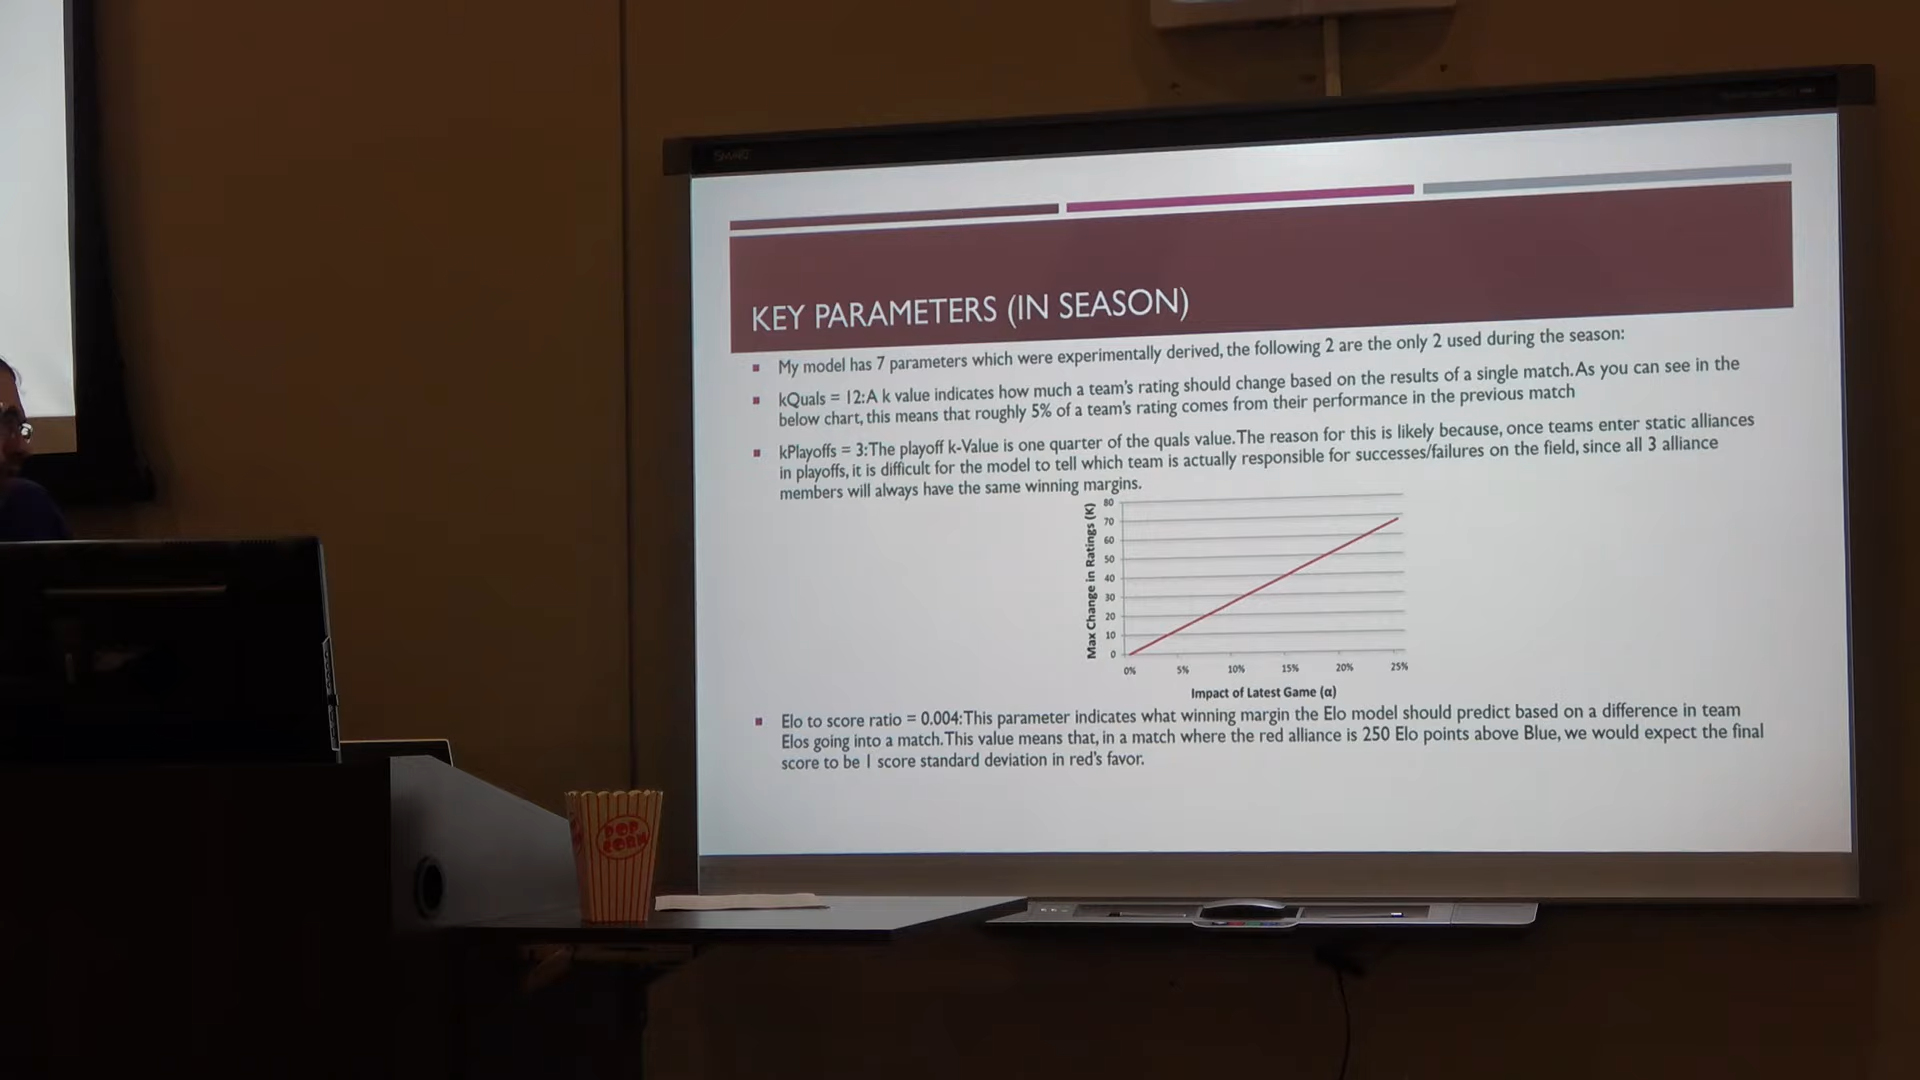 SMART
KEY PARAMETERS (IN SEASON)
My model has 7 parameters which were experimentally derived, the following 2 are the only 2 used during the season:
kQuals = 12: A k value indicates how much a team's rating should change based on the results of a single match. As you can see in the
below chart, this means that roughly 5% of a team's rating comes from their performance in the previous match
kPlayoffs = 3: The playoff k-Value is one quarter of the quals value. The reason for this is likely because, once teams enter static alliances
in playoffs, it is difficult for the model to tell which team is actually responsible for successes/failures on the field, since all 3 alliance
members will always have the same winning margins.
Max Change in Ratings (K)
80
70
60
50
40
30
20
10
0
0% 5% 10% 15% 20% 25%
Impact of Latest Game (α)
Elo to score ratio = 0.004: This parameter indicates what winning margin the Elo model should predict based on a difference in team
Elos going into a match. This value means that, in a match where the red alliance is 250 Elo points above Blue, we would expect the final
score to be 1 score standard deviation in red's favor.
POP
CORN